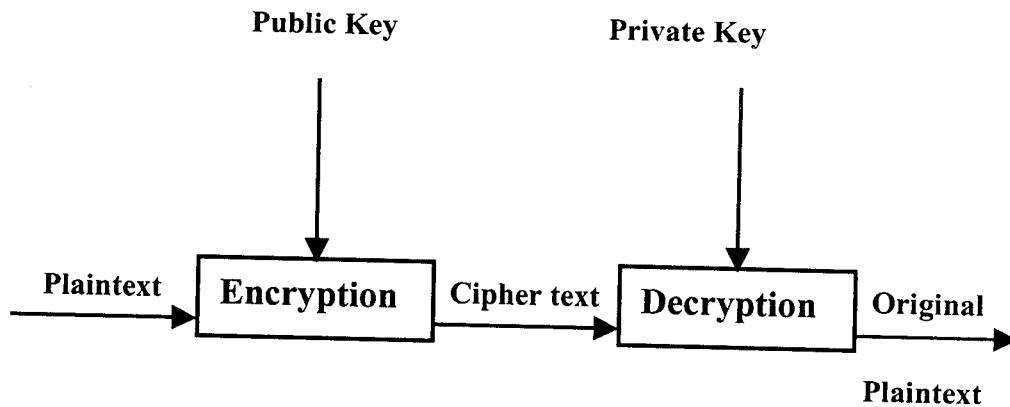 Public Key
Private Key
Plaintext
Encryption
Cipher text
Decryption
Original
Plaintext